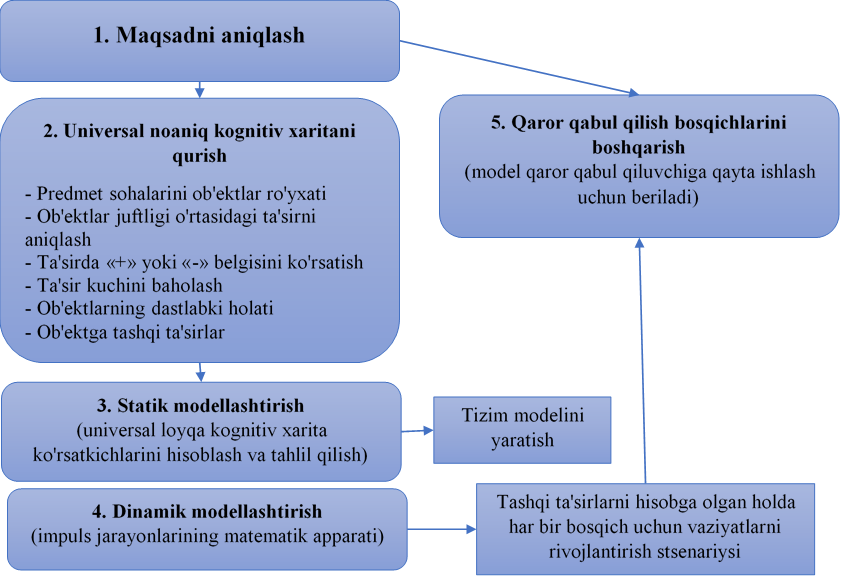 1. Maqsadni aniqlash
2. Universal noaniq kognitiv xaritani
qurish
- Predmet sohalarini ob'ektlar ro'yxati
- Ob'ektlar juftligi o'rtasidagi ta'sirni
aniqlash
- Ta'sirda «+» yoki «-» belgisini ko'rsatish
- Ta'sir kuchini baholash
- Ob'ektlarning dastlabki holati
- Ob'ektga tashqi ta'sirlar
3. Statik modellashtirish
(universal loyqa kognitiv xarita
ko'rsatkichlarini hisoblash va tahlil qilish)
Tizim modelini
yaratish
4. Dinamik modellashtirish
(impuls jarayonlarining matematik apparati)
Tashqi ta'sirlarni hisobga olgan holda
har bir bosqich uchun vaziyatlarni
rivojlantirish stsenariysi
5. Qaror qabul qilish bosqichlarini
boshqarish
(model qaror qabul qiluvchiga qayta ishlash
uchun beriladi)